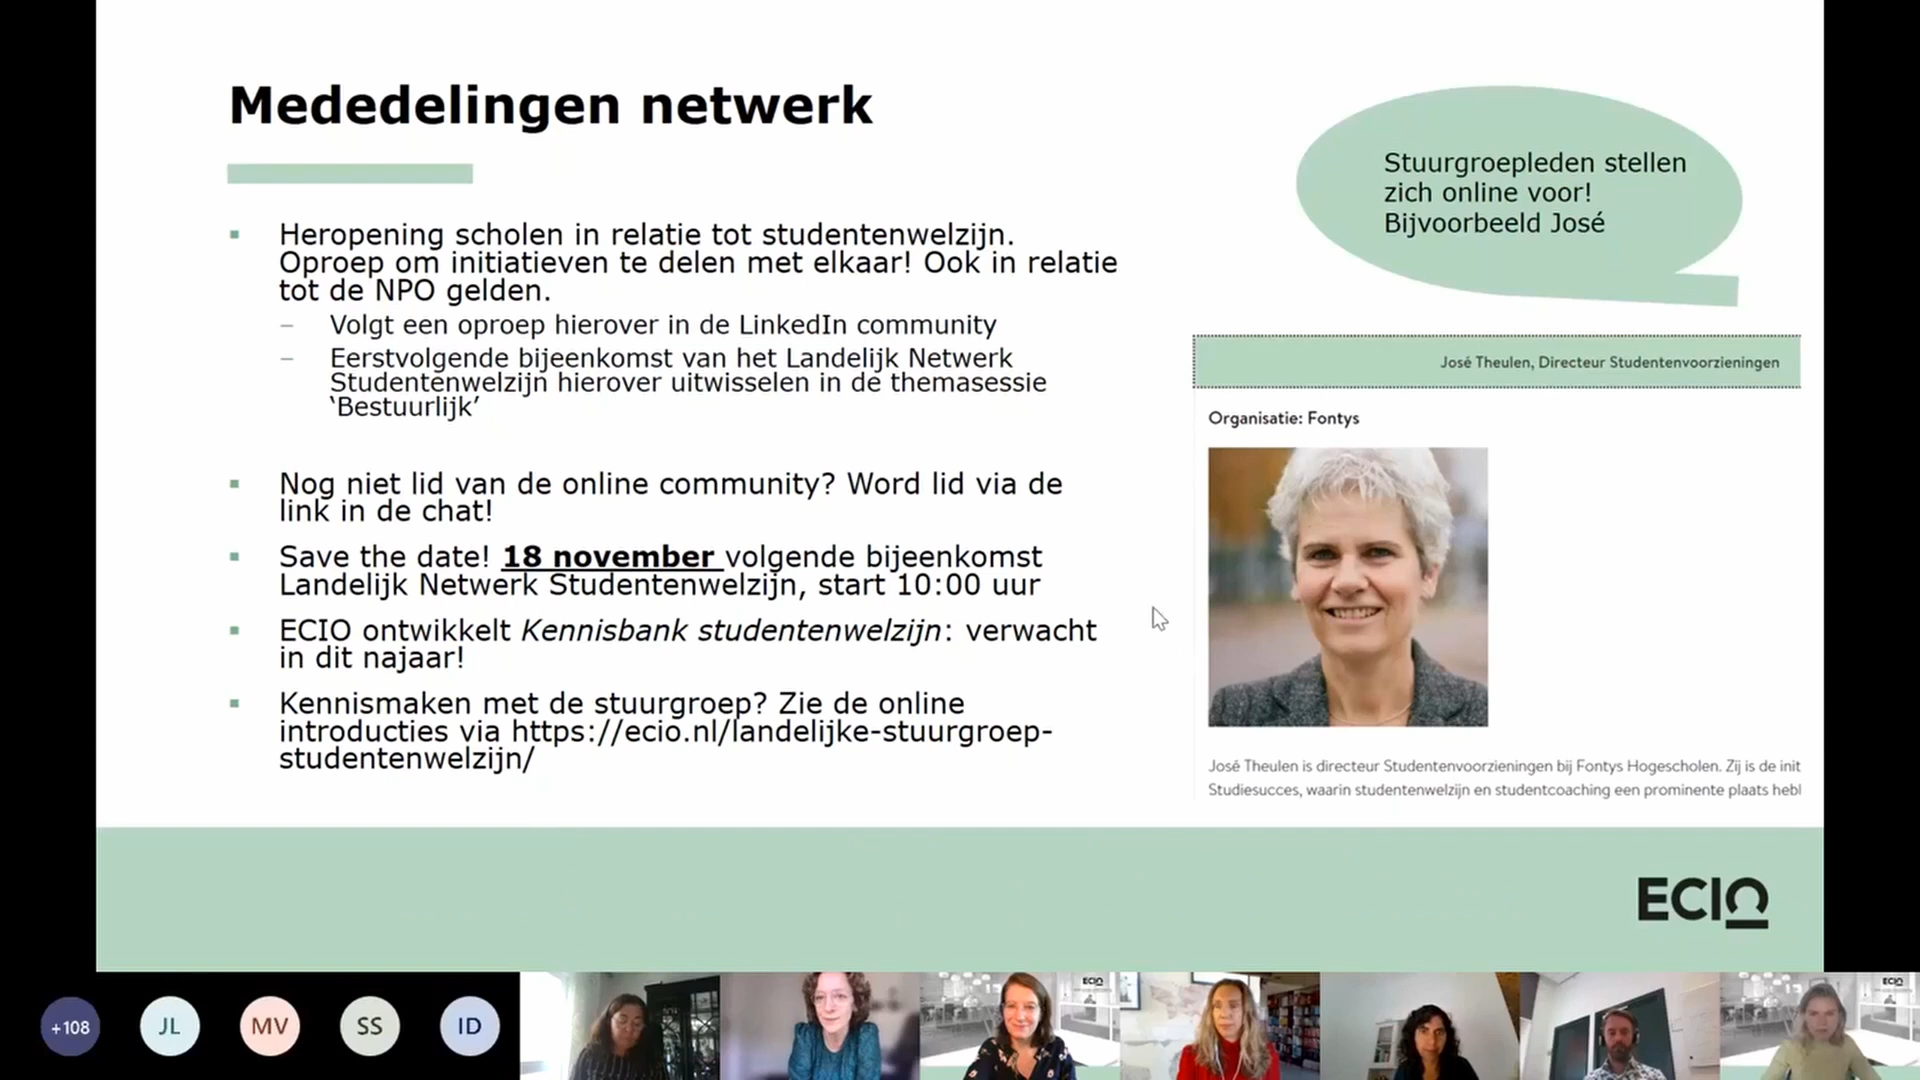 Mededelingen netwerk
Heropening scholen in relatie tot studentenwelzijn.
Oproep om initiatieven te delen met elkaar! Ook in relatie
tot de NPO gelden.
– Volgt een oproep hierover in de LinkedIn community
– Eerstvolgende bijeenkomst van het Landelijk Netwerk
Studentenwelzijn hierover uitwisselen in de themasessie
‘Bestuurlijk’
Nog niet lid van de online community? Word lid via de
link in de chat!
Save the date! 18 november volgende bijeenkomst
Landelijk Netwerk Studentenwelzijn, start 10:00 uur
ECIO ontwikkelt Kennisbank studentenwelzijn: verwacht
in dit najaar!
Kennismaken met de stuurgroep? Zie de online
introducties via https://ecio.nl/landelijke-stuurgroep-
studentenwelzijn/
Stuurgroepleden stellen
zich online voor!
Bijvoorbeeld José
José Theulen, Directeur Studentenvoorzieningen
Organisatie: Fontys
José Theulen is directeur Studentenvoorzieningen bij Fontys Hogescholen. Zij is de init
Studiesucces, waarin studentenwelzijn en studentcoaching een prominente plaats hebl
ECIO
+108
JL
MV
SS
ID
ECIO
ECIO